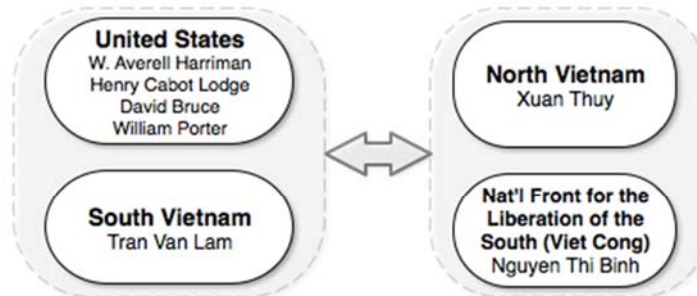 United States
W. Averell Harriman
Henry Cabot Lodge
David Bruce
William Porter
South Vietnam
Tran Van Lam
North Vietnam
Xuan Thuy
Nat'l Front for the
Liberation of the
South (Viet Cong)
Nguyen Thi Binh